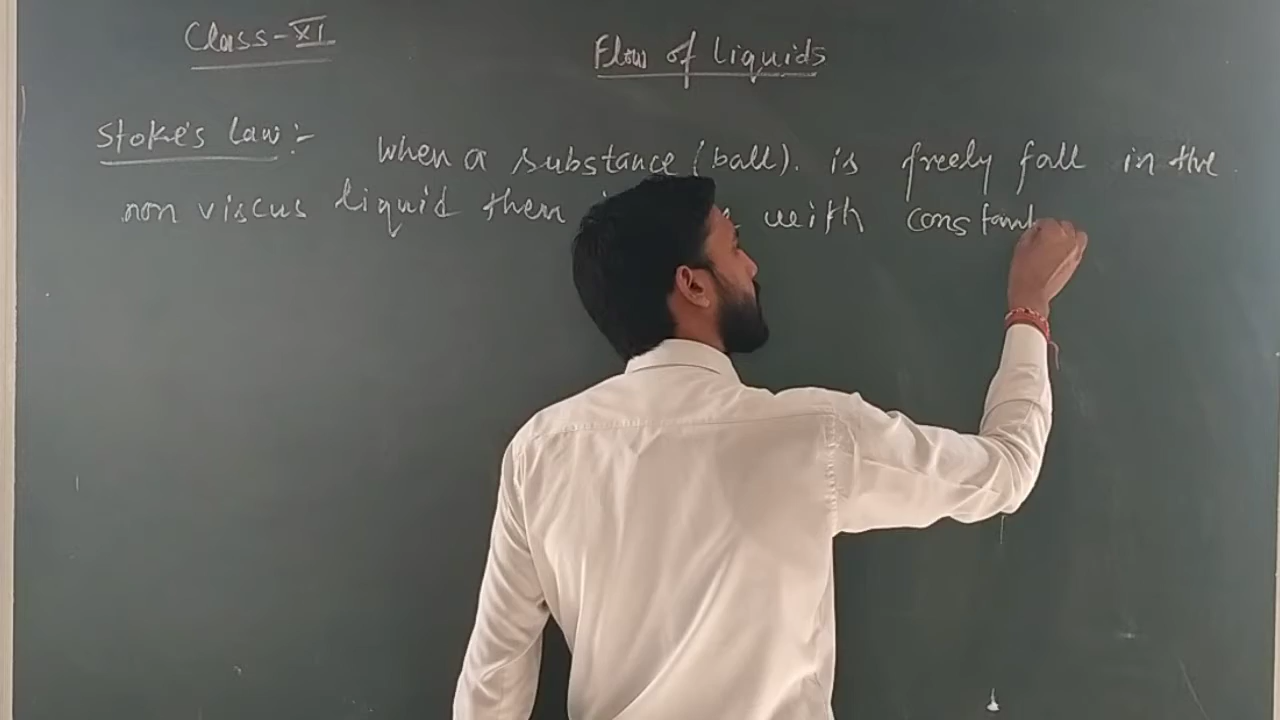 Class-XI
Flow of Liquids
Stoke's Law:- When a substance (ball). is freely fall in the.
non viscus liquid then with constant